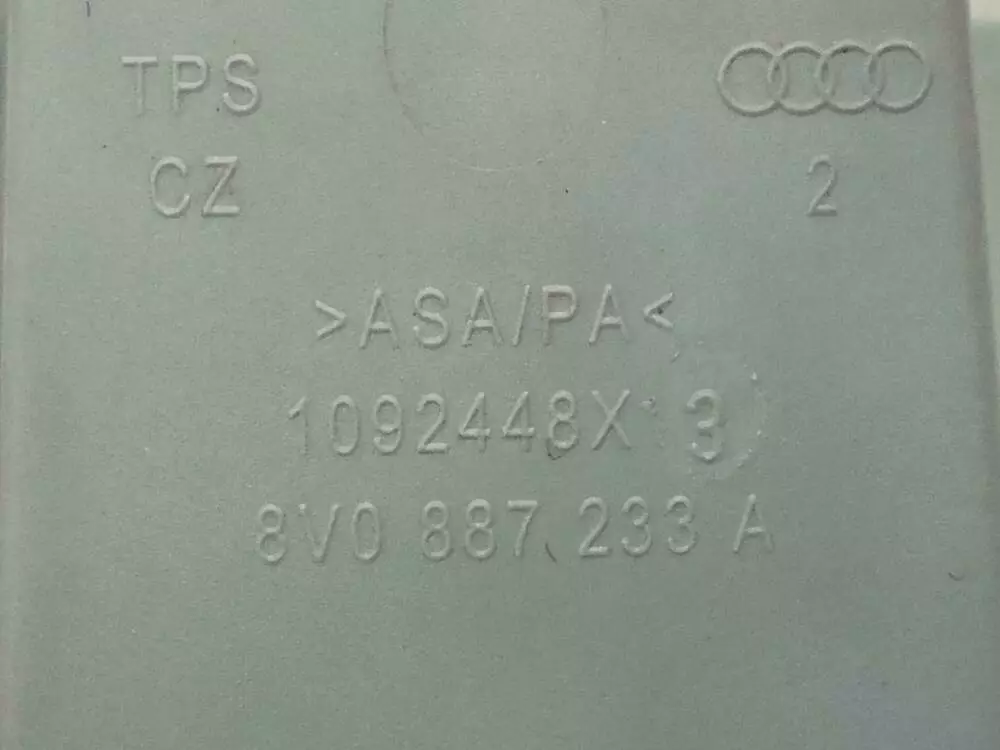 TPS
CZ
2
>ASA/PA<
1092448X 3
8V0 887 233 A